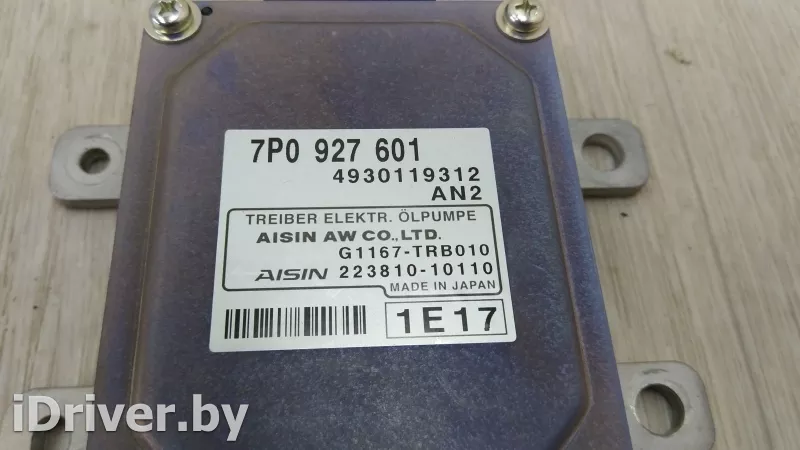 7P0 927 601
4930119312
AN2
TREIBER ELEKTR. ÖLPUMPE
AISIN AW CO.,LTD.
G1167-TRB010
AISIN 223810-10110
MADE IN JAPAN
1E17
iDriver.by